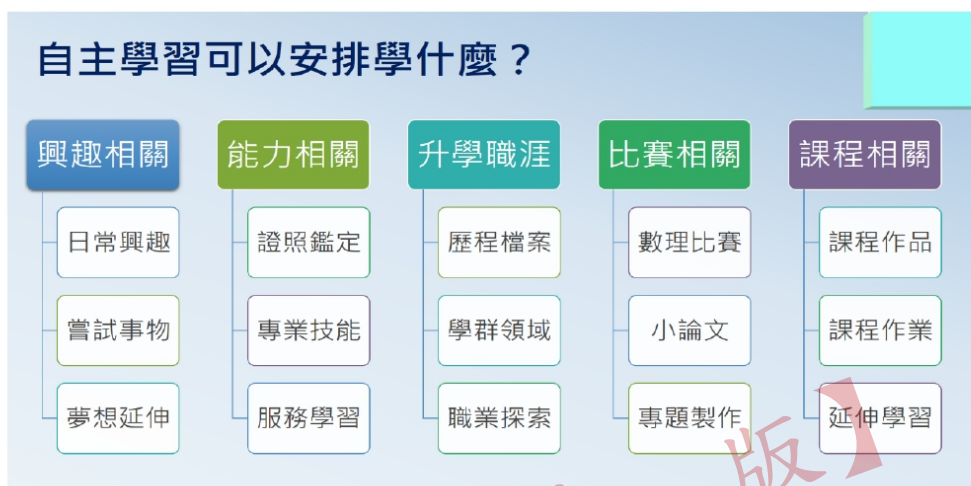 自主學習可以安排學什麼？
興趣相關
日常興趣
嘗試事物
夢想延伸
能力相關
證照鑑定
專業技能
服務學習
升學職涯
歷程檔案
學群領域
職業探索
比賽相關
數理比賽
小論文
專題製作
課程相關
課程作品
課程作業
延伸學習
版】